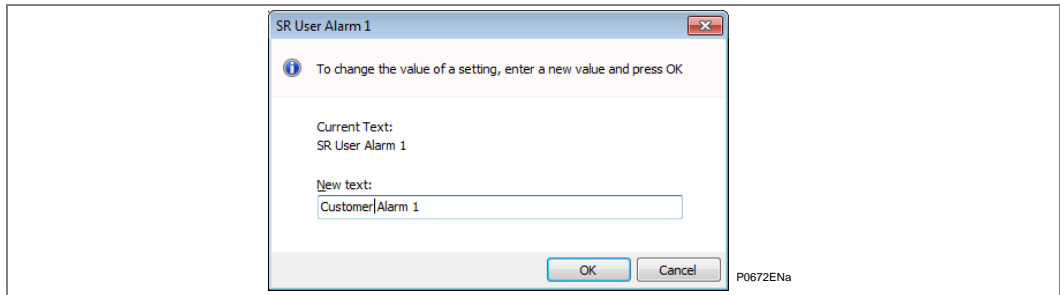 SR User Alarm 1
To change the value of a setting, enter a new value and press OK
Current Text:
SR User Alarm 1
New text:
Customer Alarm 1
OK Cancel
P0672ENa